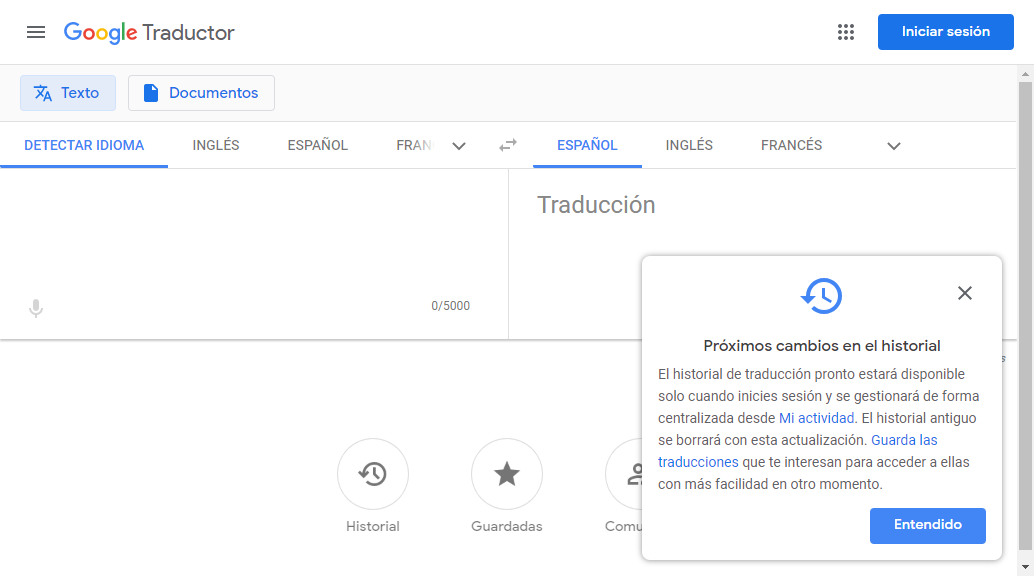 Google Traductor
Iniciar sesión
Texto
Documentos
DETECTAR IDIOMA
INGLÉS
ESPAÑOL
FRAN
ESPAÑOL
INGLÉS
FRANCÉS
Traducción
0/5000
Próximos cambios en el historial
El historial de traducción pronto estará disponible
solo cuando inicies sesión y se gestionará de forma
centralizada desde Mi actividad. El historial antiguo
se borrará con esta actualización. Guarda las
traducciones que te interesan para acceder a ellas
con más facilidad en otro momento.
Entendido
Historial
Guardadas
Comu